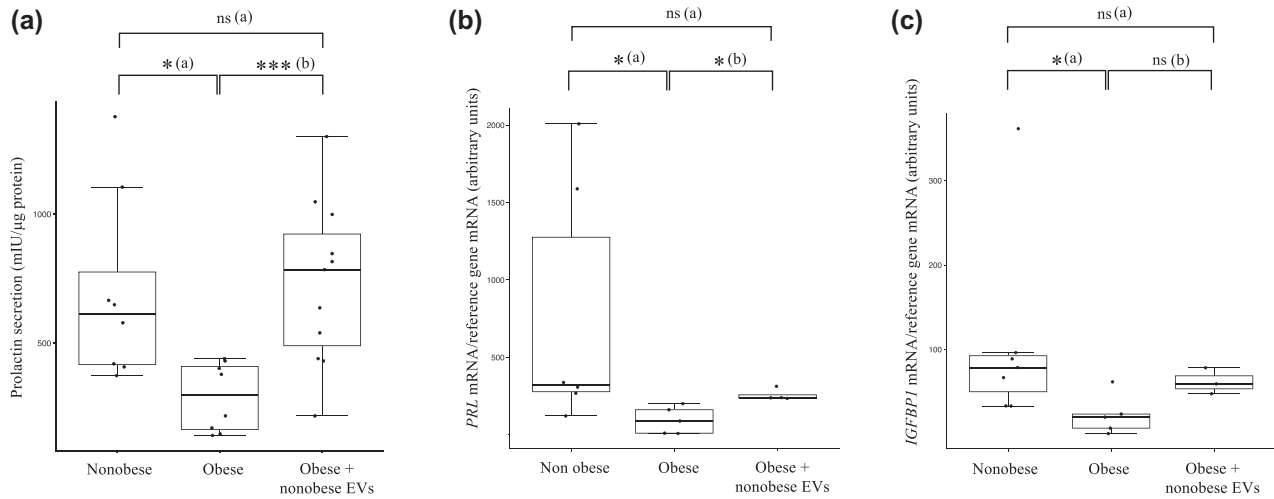 (a)
ns (a)
* (a)
*** (b)
Prolactin secretion (mIU/µg protein)
1000
500
Nonobese
Obese
Obese +
nonobese EVs
(b)
ns (a)
* (a)
* (b)
PRL mRNA/reference gene mRNA (arbitrary units)
2000
1500
1000
500
Non obese
Obese
Obese +
nonobese EVs
(c)
ns (a)
* (a)
ns (b)
IGFBP1 mRNA/reference gene mRNA (arbitrary units)
300
200
100
Nonobese
Obese
Obese +
nonobese EVs